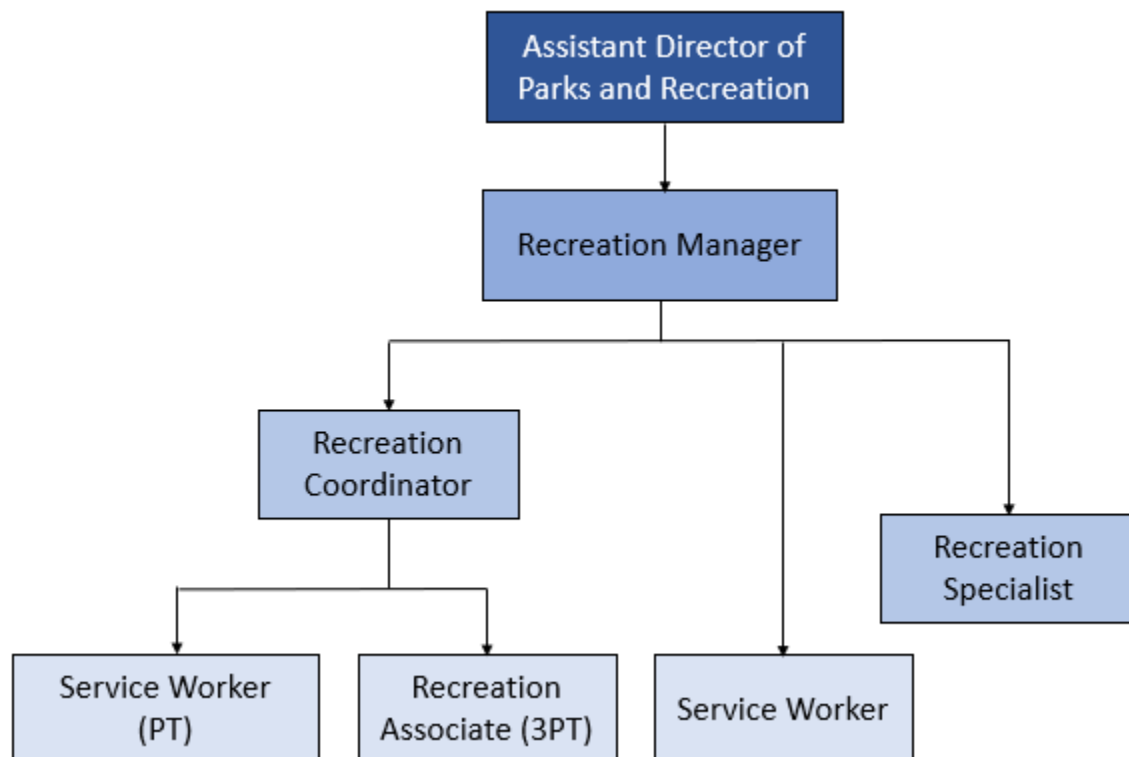 Assistant Director of
Parks and Recreation
Recreation Manager
Recreation
Coordinator
Recreation
Specialist
Service Worker
(PT)
Recreation
Associate (3PT)
Service Worker